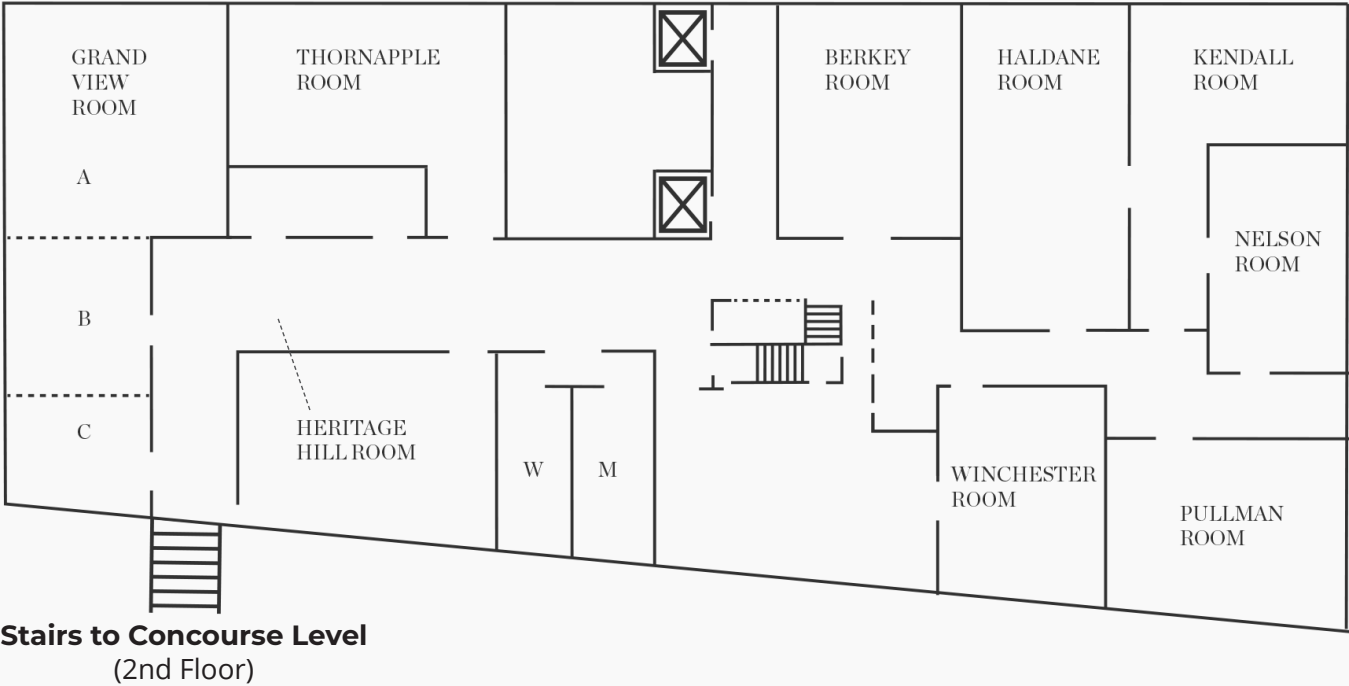 GRAND
VIEW
ROOM
THORNAPPLE
ROOM
BERKEY
ROOM
HALDANE
ROOM
KENDALL
ROOM
A
NELSON
ROOM
B
C
HERITAGE
HILL ROOM
W
M
WINCHESTER
ROOM
PULLMAN
ROOM
Stairs to Concourse Level
(2nd Floor)